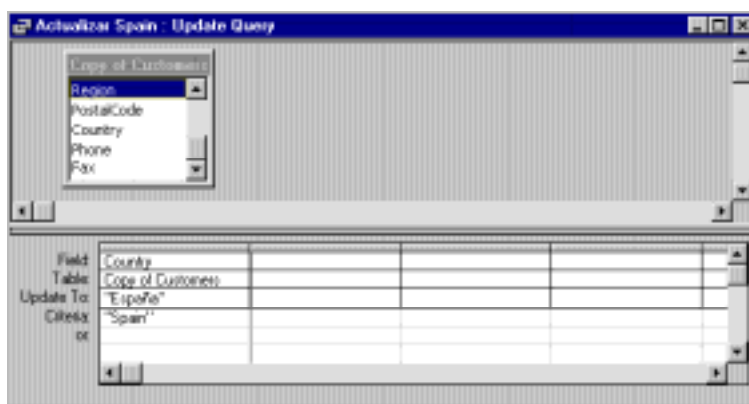 Actualizar Spain : Update Query
Copy of Customers
Region
PostalCode
Country
Phone
Fax
Field: Country
Table: Copy of Customers
Update To: "España"
Criteria: "Spain"
or: